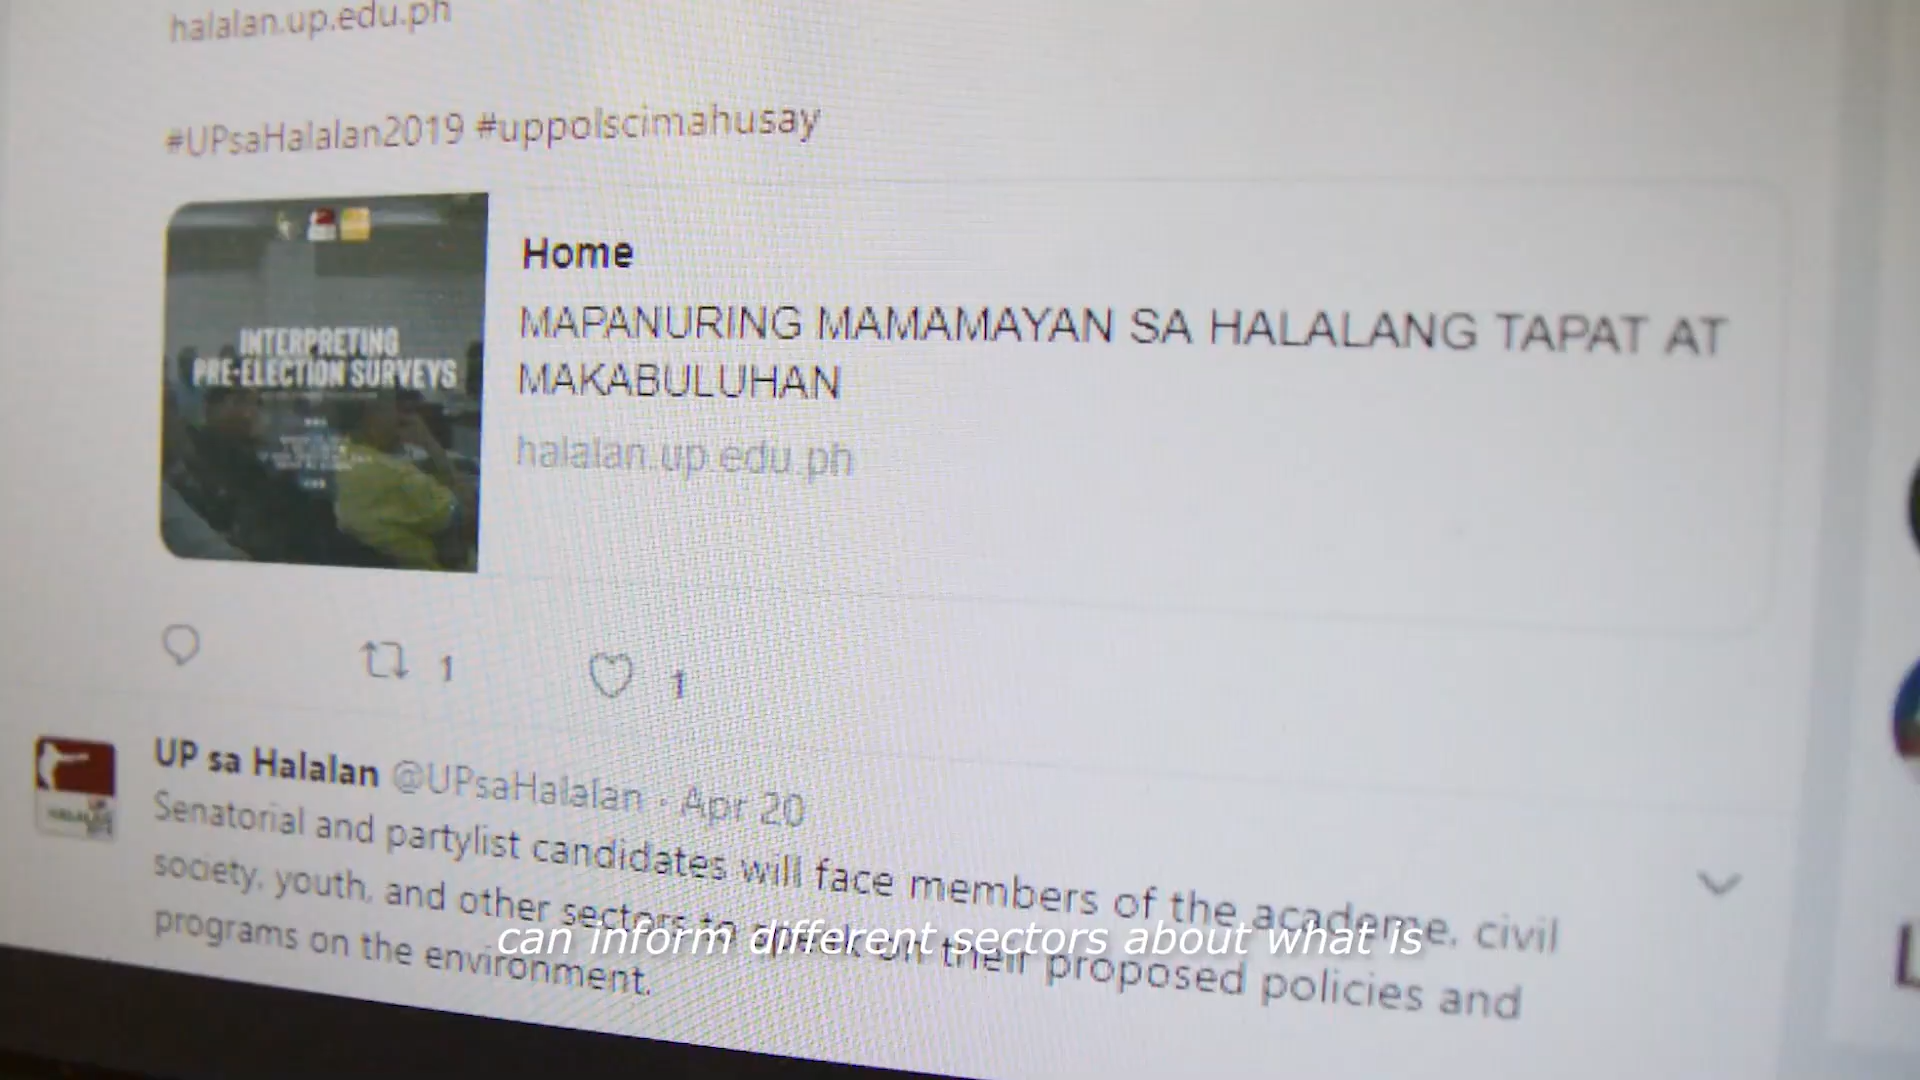 halalan.up.edu.ph
#UPsaHalalan2019 #uppolscimahusay
INTERPRETING
PRE-ELECTION SURVEYS
Home
MAPANURING MAMAMAYAN SA HALALANG TAPAT AT
MAKABULUHAN
halalan.up.edu.ph
1 1
UP sa Halalan @UPsaHalalan · Apr 20
Senatorial and partylist candidates will face members of the academe, civil
society, youth, and other sectors to on their proposed policies and
programs on the environment.
can inform different sectors about what is